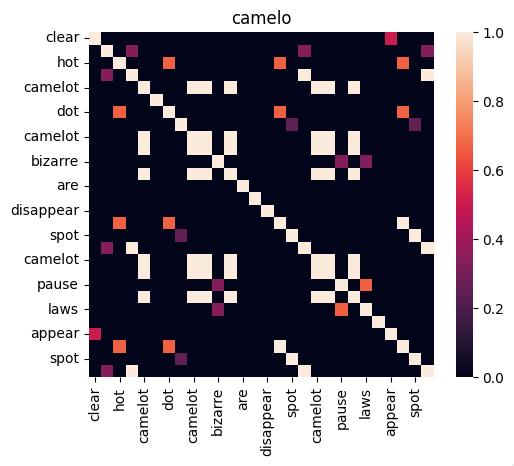 camelo
clear
hot
camelot
dot
camelot
bizarre
are
disappear
spot
camelot
pause
laws
appear
spot
clear
hot
camelot
dot
camelot
bizarre
are
disappear
spot
camelot
pause
laws
appear
spot
1.0
0.8
0.6
0.4
0.2
0.0